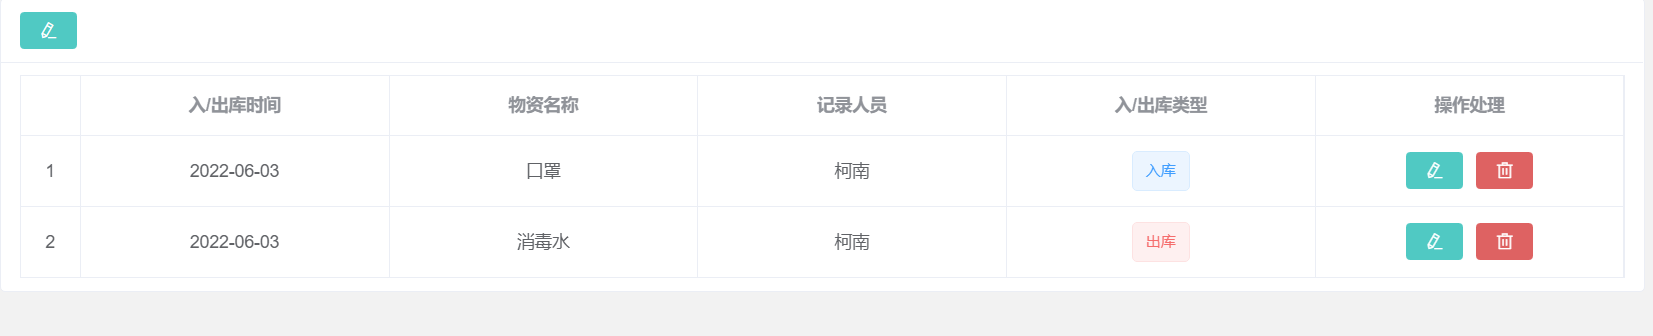 入/出库时间 物资名称 记录人员 入/出库类型 操作处理
1 2022-06-03 口罩 柯南 入库
2 2022-06-03 消毒水 柯南 出库